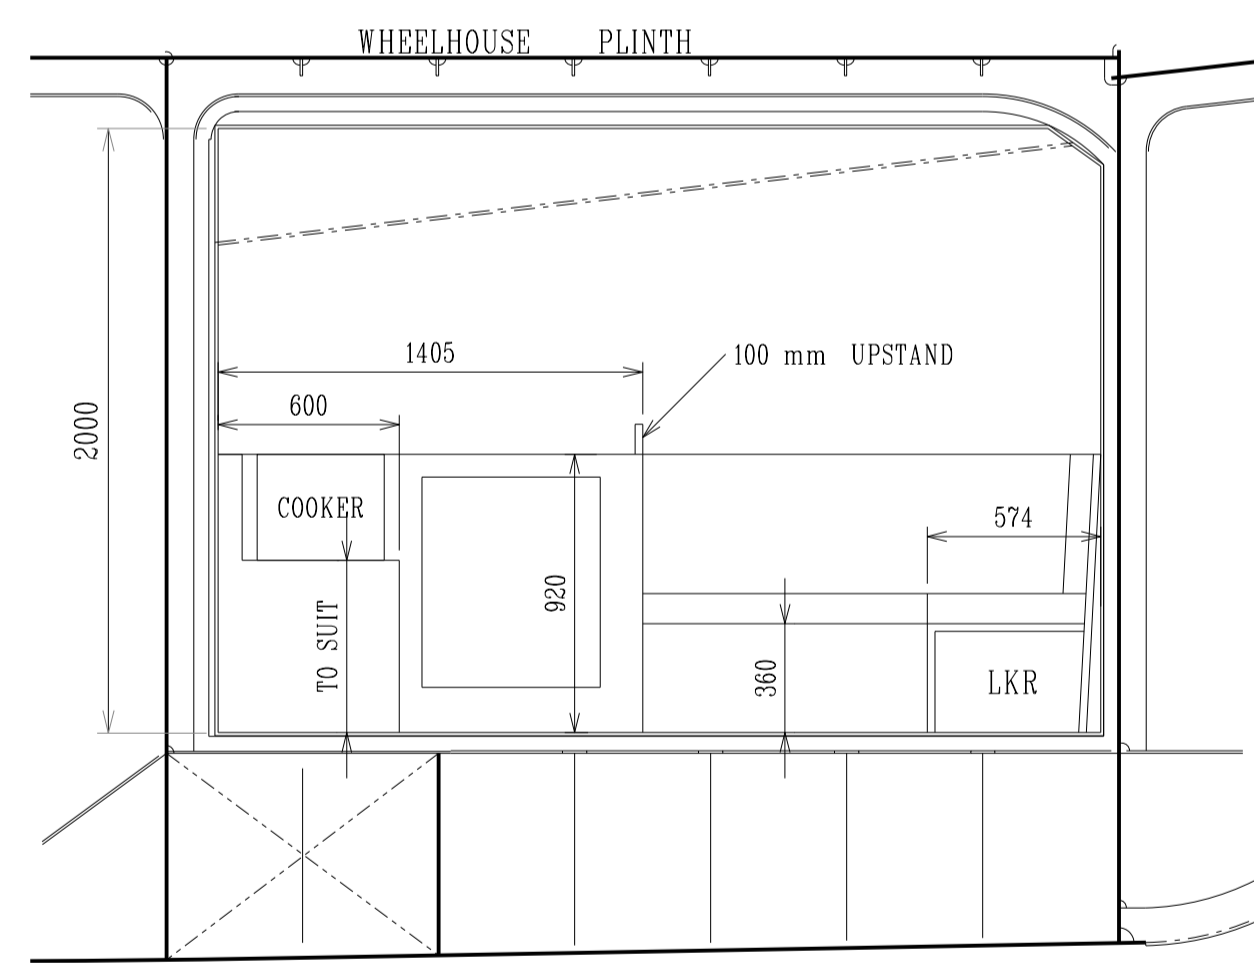 WHEELHOUSE PLINTH
1405
100 mm UPSTAND
600
2000
COOKER
574
920
TO SUIT
360
LKR